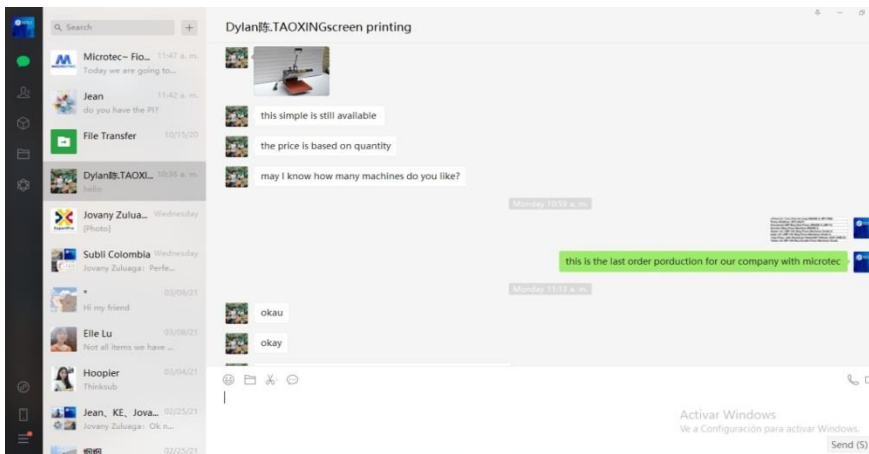 Search
Microtec~ Fio... 11:47 a. m.
Today we are going to...
Jean 11:42 a. m.
do you have the PI?
File Transfer 10/15/20
Dylan陈.TAOXI... 10:36 a. m.
hello
Jovany Zulua... Wednesday
[Photo]
Subli Colombia Wednesday
Jovany Zuluaga: Perfe...
*
Hi my friend
Elle Lu 03/08/21
Not all items we have ...
Hoopier 03/04/21
Thinksub
Jean、KE、Jova... 02/25/21
Jovany Zuluaga: Ok n...
02/25/21
Dylan陈.TAOXINGscreen printing
this simple is still available
the price is based on quantity
may I know how many machines do you like?
Monday 10:59 a. m.
this is the last order porduction for our company with microtec
Monday 11:13 a. m.
okau
okay
Activar Windows
Ve a Configuración para activar Windows.
Send (S)